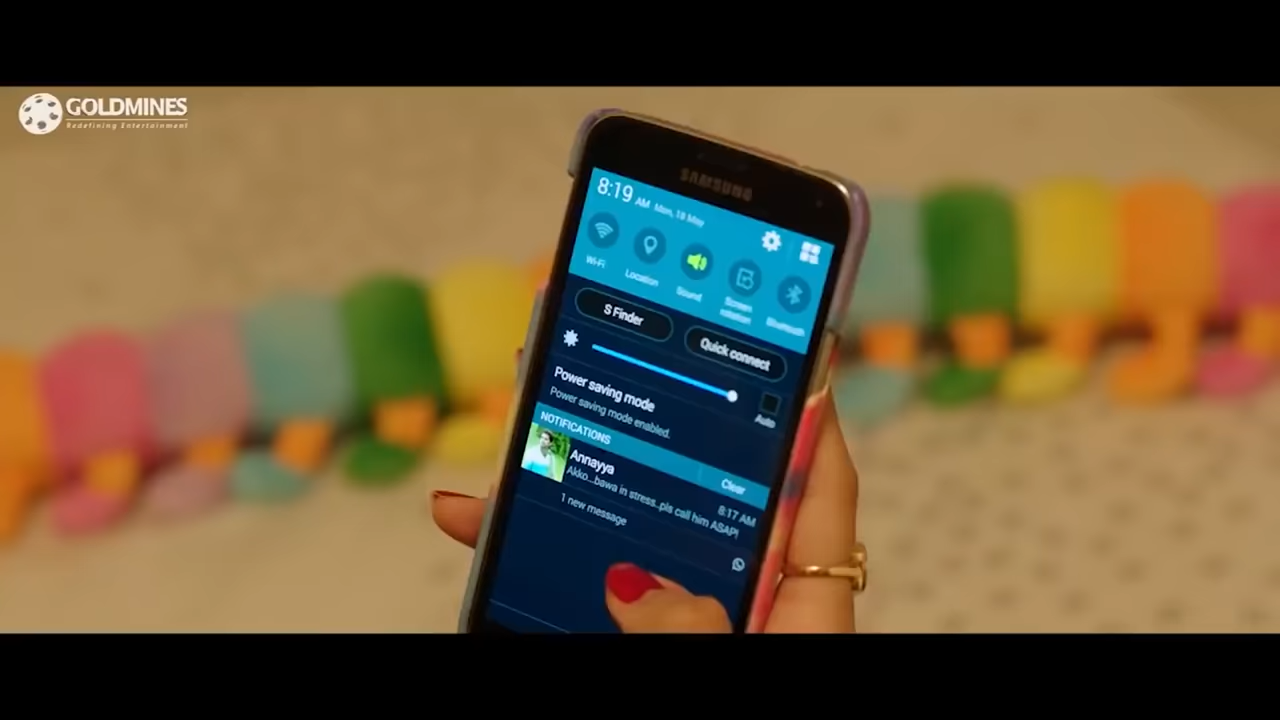 GOLDMINES
Redefining Entertainment
SAMSUNG
8:19 AM Mon, 18 May
Wi-Fi
Location
Sound
Screen rotation
Bluetooth
S Finder
Quick connect
Auto
Power saving mode
Power saving mode enabled.
NOTIFICATIONS
Clear
Annayya
8:17 AM
Akko...bawa in stress..pls call him ASAP!
1 new message